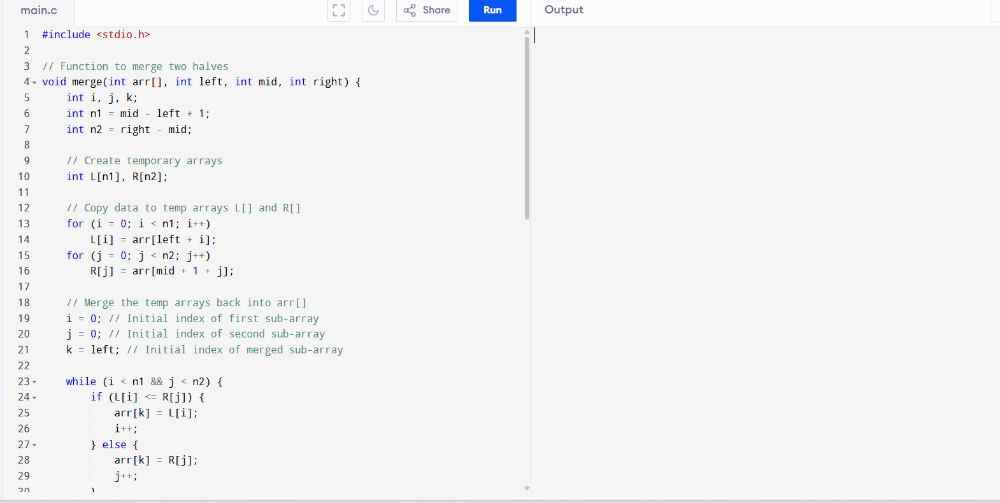 main.c Share Run Output
1 #include <stdio.h>
2
3 // Function to merge two halves
4 void merge(int arr[], int left, int mid, int right) {
5     int i, j, k;
6     int n1 = mid - left + 1;
7     int n2 = right - mid;
8
9     // Create temporary arrays
10     int L[n1], R[n2];
11
12     // Copy data to temp arrays L[] and R[]
13     for (i = 0; i < n1; i++)
14         L[i] = arr[left + i];
15     for (j = 0; j < n2; j++)
16         R[j] = arr[mid + 1 + j];
17
18     // Merge the temp arrays back into arr[]
19     i = 0; // Initial index of first sub-array
20     j = 0; // Initial index of second sub-array
21     k = left; // Initial index of merged sub-array
22
23     while (i < n1 && j < n2) {
24         if (L[i] <= R[j]) {
25             arr[k] = L[i];
26             i++;
27         } else {
28             arr[k] = R[j];
29             j++;
30         }